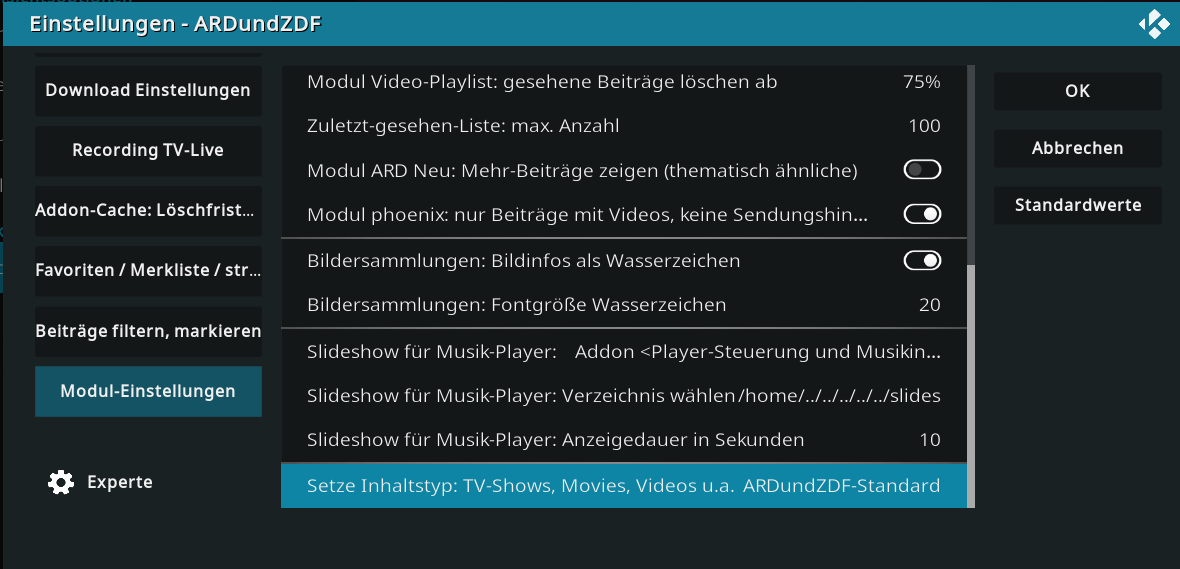 Einstellungen - ARDundZDF
Download Einstellungen
Recording TV-Live
Addon-Cache: Löschfrist...
Favoriten / Merkliste / str...
Beiträge filtern, markieren
Modul-Einstellungen
Experte
Modul Video-Playlist: gesehene Beiträge löschen ab 75%
Zuletzt-gesehen-Liste: max. Anzahl 100
Modul ARD Neu: Mehr-Beiträge zeigen (thematisch ähnliche)
Modul phoenix: nur Beiträge mit Videos, keine Sendungshin...
Bildersammlungen: Bildinfos als Wasserzeichen
Bildersammlungen: Fontgröße Wasserzeichen 20
Slideshow für Musik-Player: Addon <Player-Steuerung und Musikin...
Slideshow für Musik-Player: Verzeichnis wählen /home/../../../../../slides
Slideshow für Musik-Player: Anzeigedauer in Sekunden 10
Setze Inhaltstyp: TV-Shows, Movies, Videos u.a. ARDundZDF-Standard
OK
Abbrechen
Standardwerte